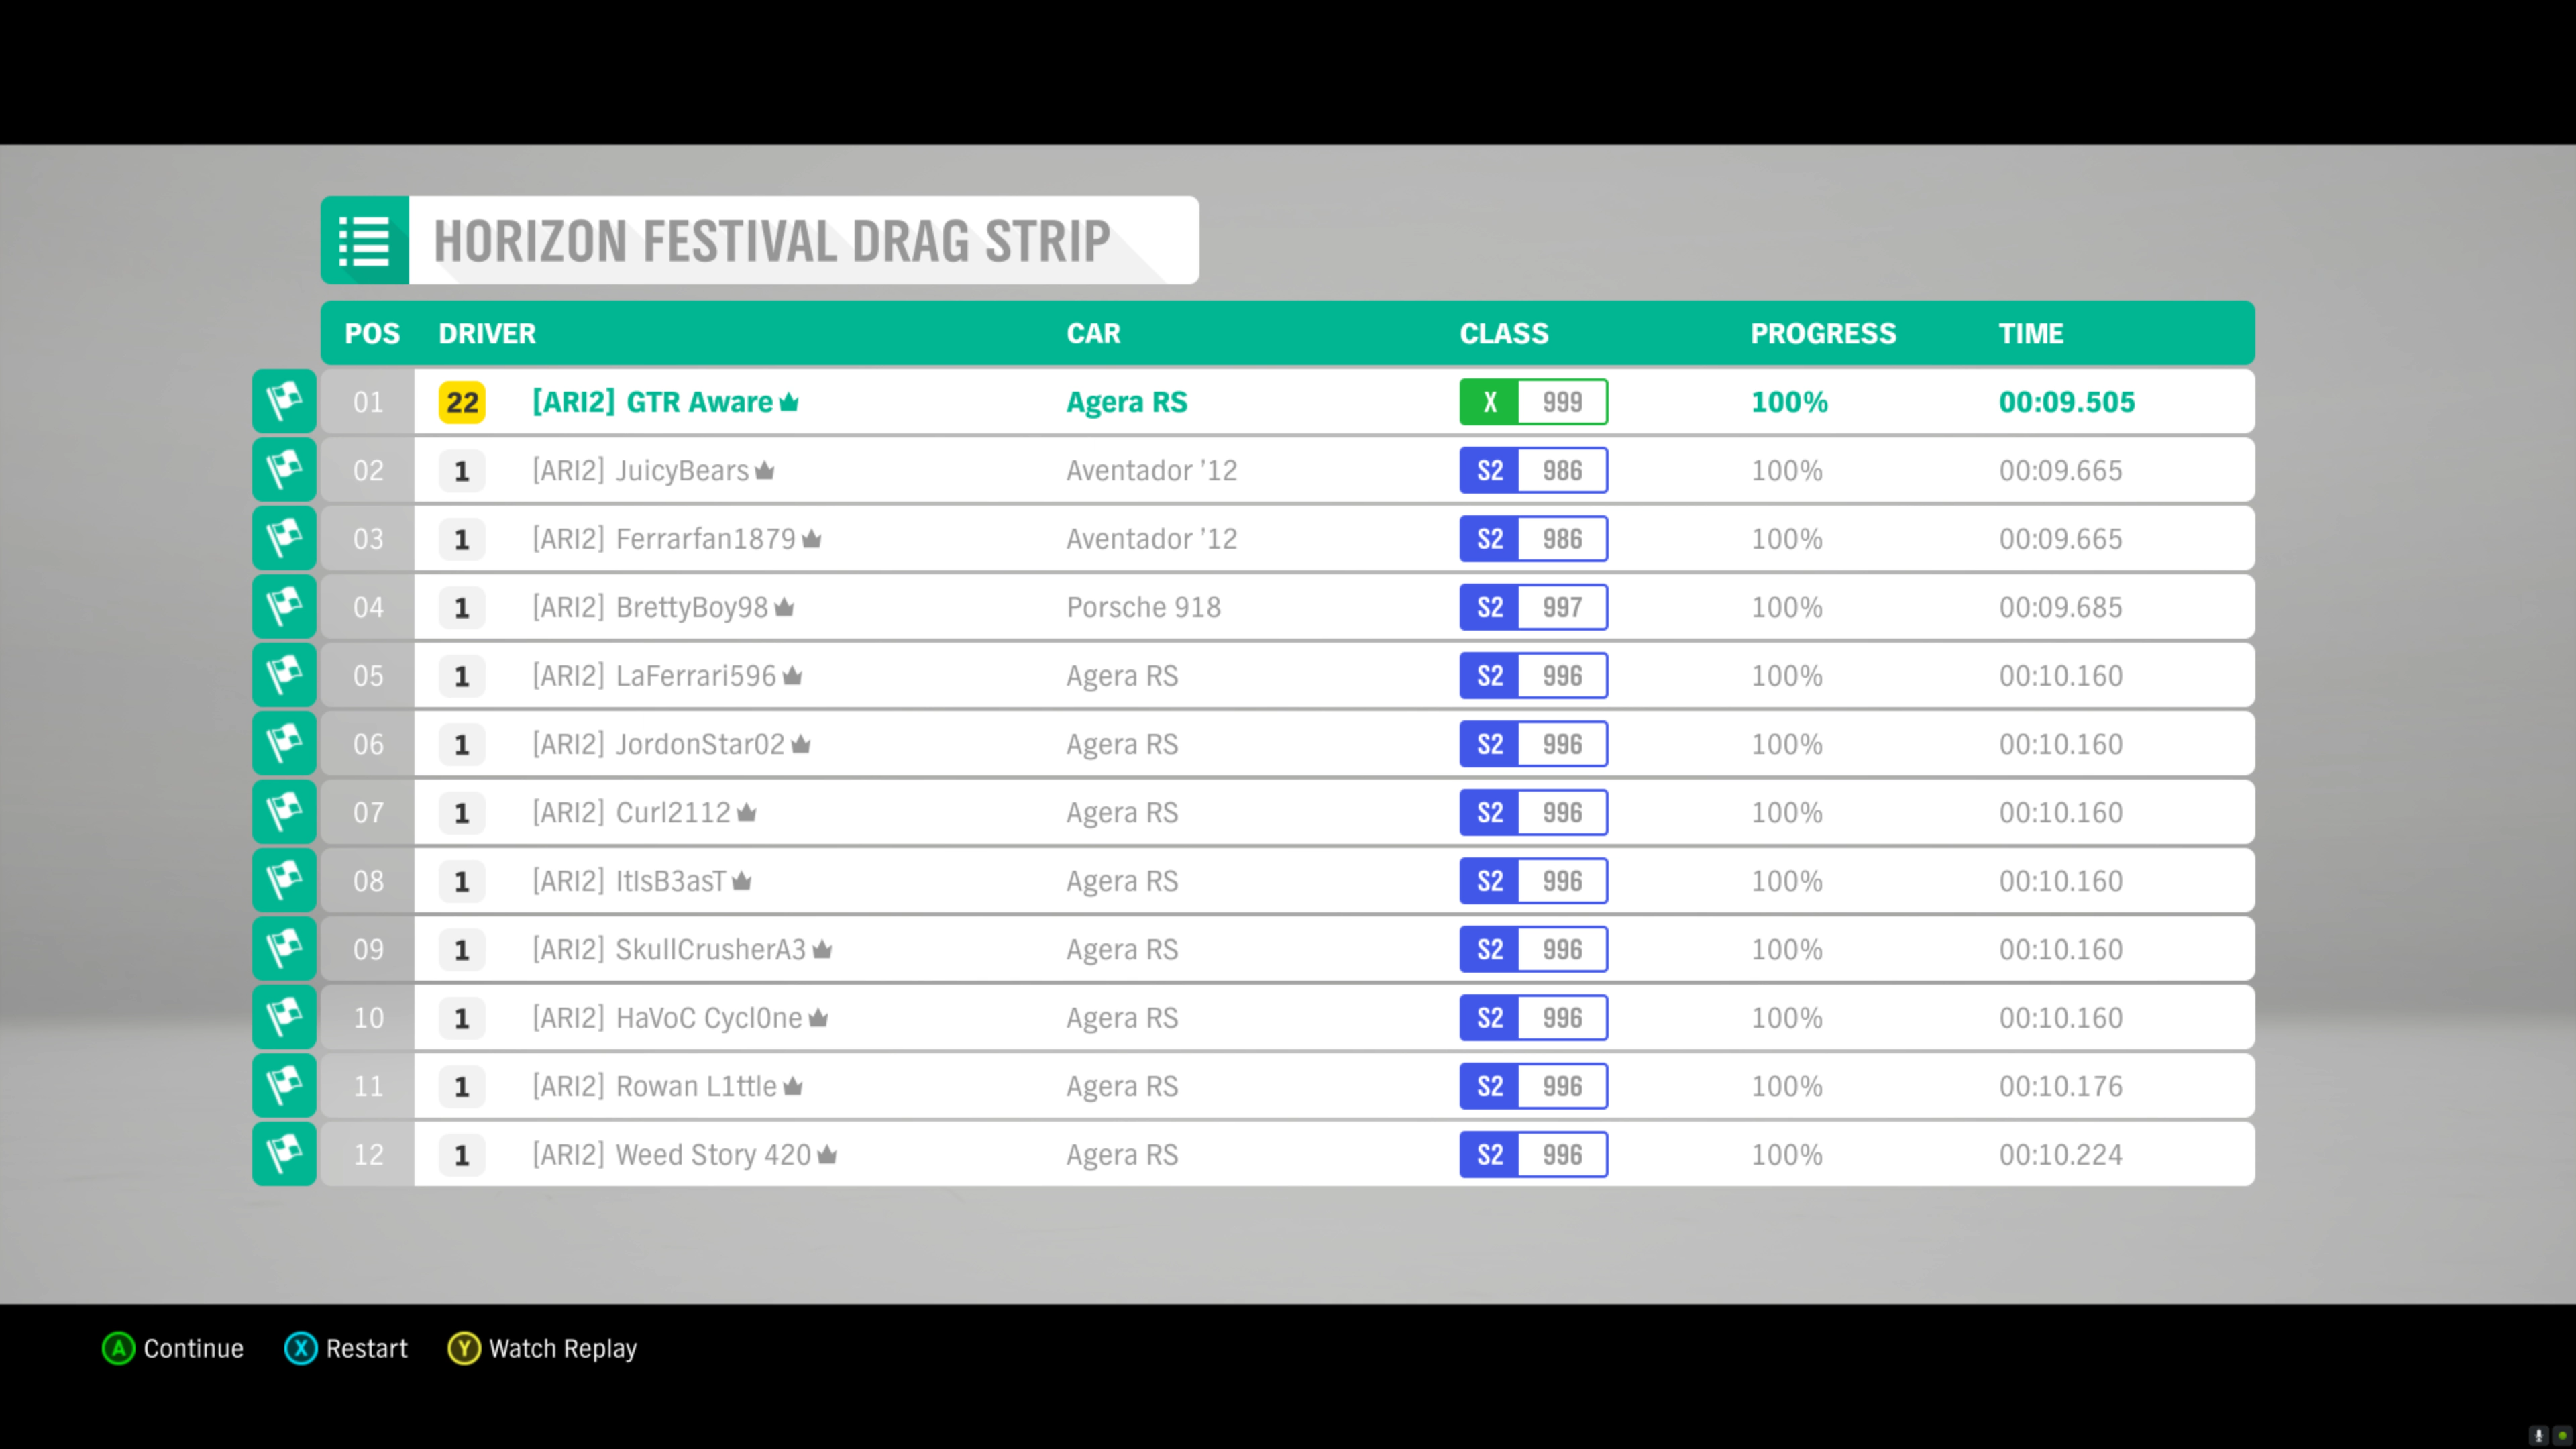 HORIZON FESTIVAL DRAG STRIP
POS DRIVER CAR CLASS PROGRESS TIME
01 22 [ARI2] GTR Aware Agera RS X 999 100% 00:09.505
02 1 [ARI2] JuicyBears Aventador '12 S2 986 100% 00:09.665
03 1 [ARI2] Ferrarfan1879 Aventador '12 S2 986 100% 00:09.665
04 1 [ARI2] BrettyBoy98 Porsche 918 S2 997 100% 00:09.685
05 1 [ARI2] LaFerrari596 Agera RS S2 996 100% 00:10.160
06 1 [ARI2] JordonStar02 Agera RS S2 996 100% 00:10.160
07 1 [ARI2] Curl2112 Agera RS S2 996 100% 00:10.160
08 1 [ARI2] ItIsB3asT Agera RS S2 996 100% 00:10.160
09 1 [ARI2] SkullCrusherA3 Agera RS S2 996 100% 00:10.160
10 1 [ARI2] HaVoC Cycl0ne Agera RS S2 996 100% 00:10.160
11 1 [ARI2] Rowan L1ttle Agera RS S2 996 100% 00:10.176
12 1 [ARI2] Weed Story 420 Agera RS S2 996 100% 00:10.224
A Continue X Restart Y Watch Replay